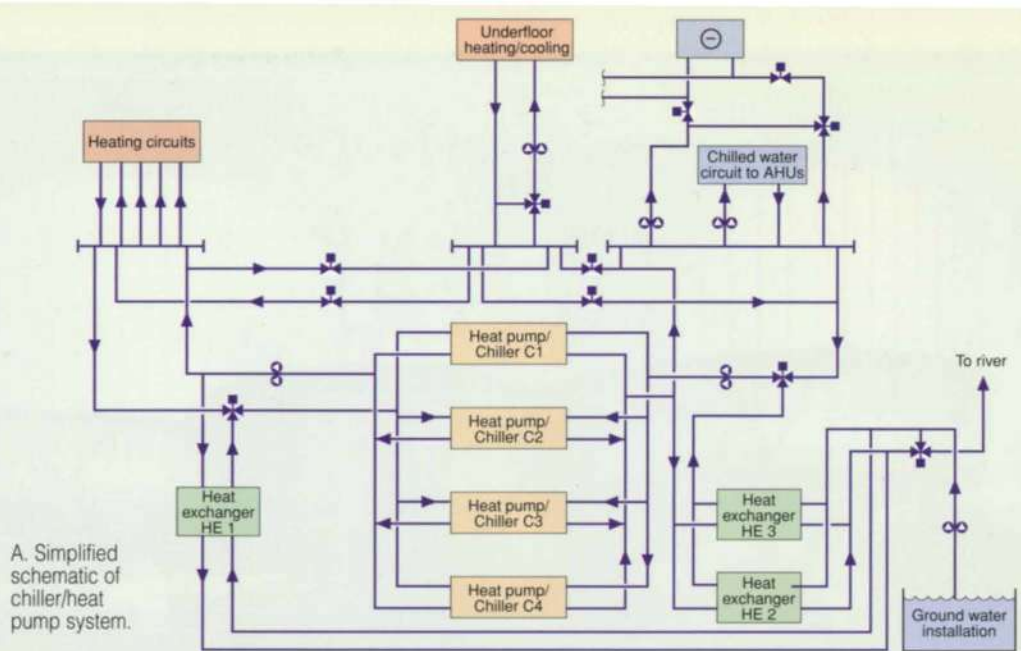 Underfloor
heating/cooling
Heating circuits
Chilled water
circuit to AHUs
Heat pump/
Chiller C1
To river
Heat pump/
Chiller C2
Heat
exchanger
HE 1
Heat pump/
Chiller C3
Heat
exchanger
HE 3
A. Simplified
schematic of
chiller/heat
pump system.
Heat pump/
Chiller C4
Heat
exchanger
HE 2
Ground water
installation